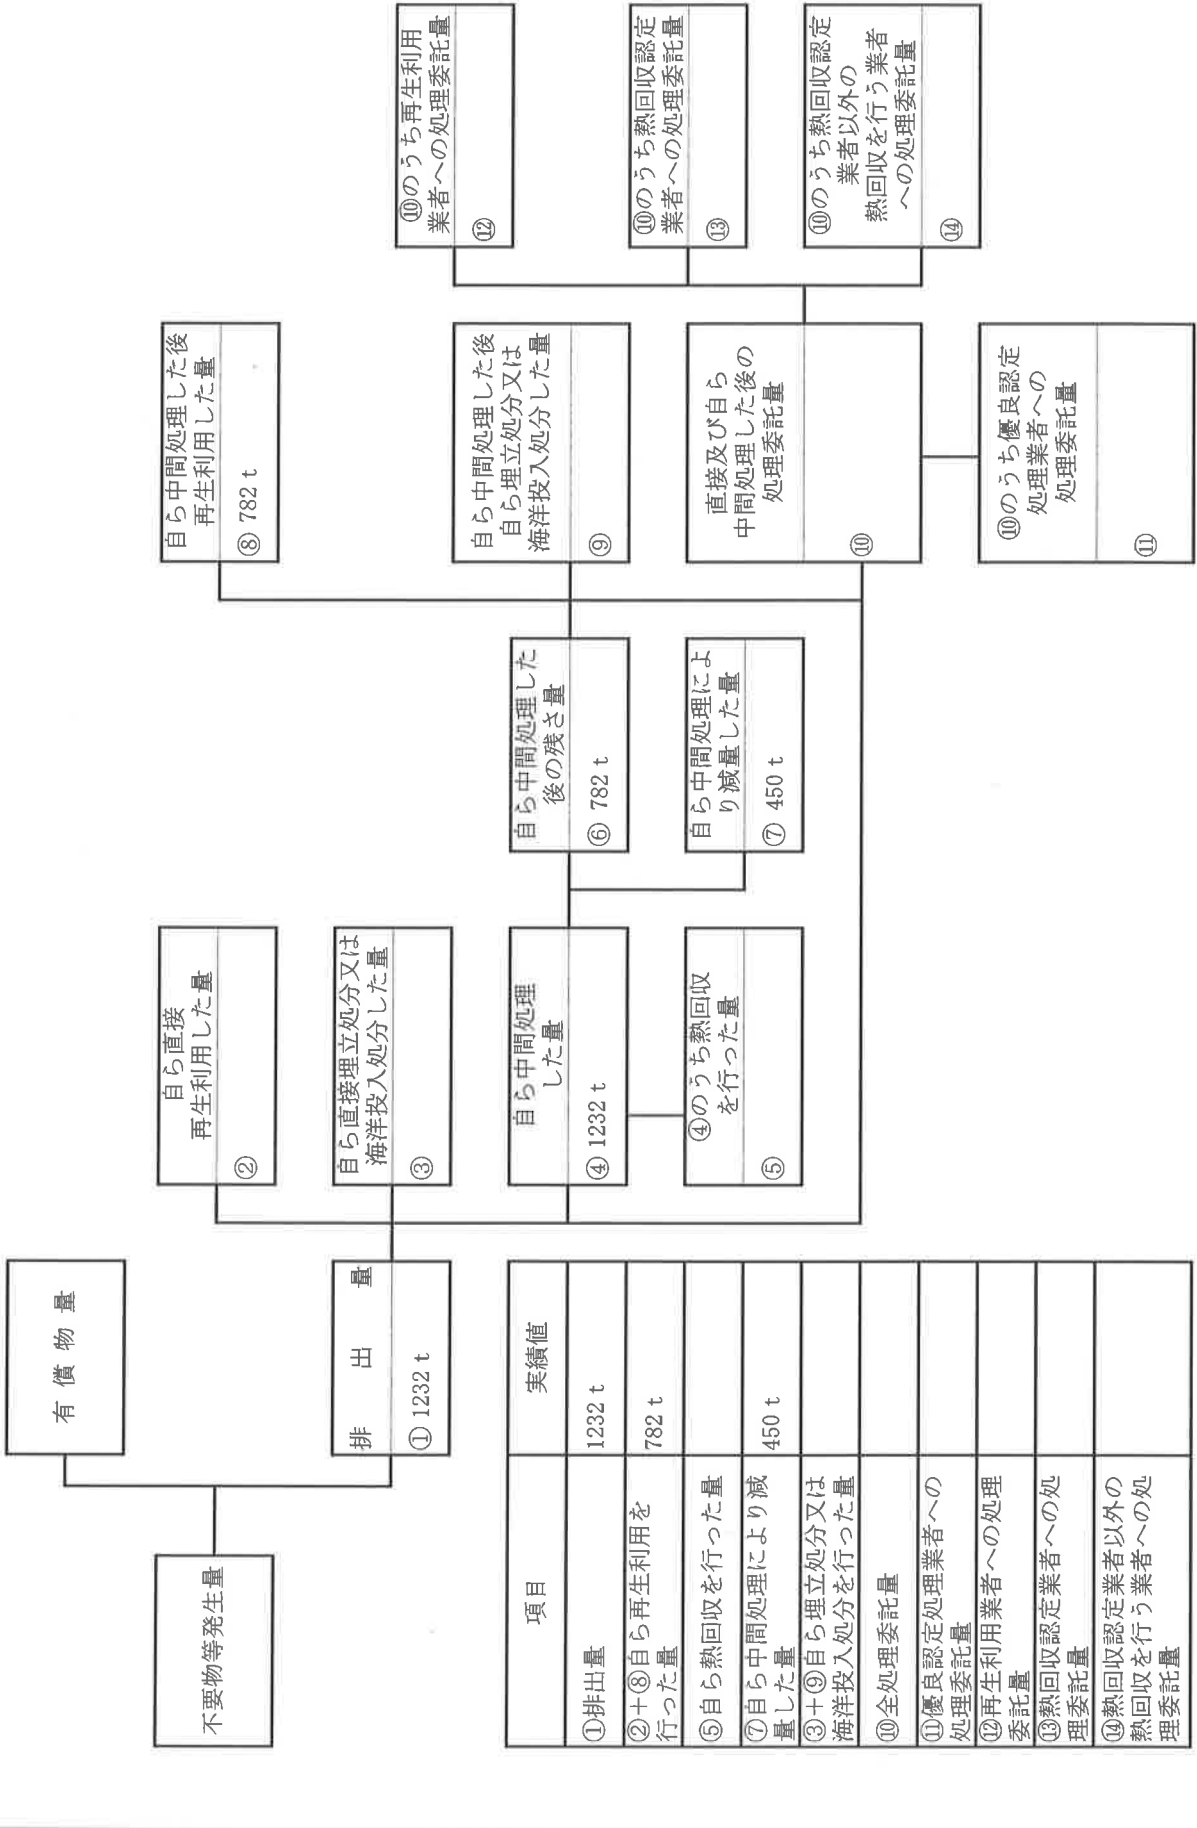 不要物等発生量
有償物量
排出量
①1232 t
自ら直接
再生利用した量
②
自ら直接埋立処分又は
海洋投入処分した量
③
自ら中間処理
した量
④1232 t
④のうち熱回収
を行った量
⑤
自ら中間処理した
後の残さ量
⑥ 782 t
自ら中間処理によ
り減量した量
⑦ 450 t
自ら中間処理した後
再生利用した量
⑧ 782 t
自ら中間処理した後
自ら埋立処分又は
海洋投入処分した量
⑨
直接及び自ら
中間処理した後の
処理委託量
⑩
⑩のうち優良認定
処理業者への
処理委託量
⑪
⑩のうち再生利用
業者への処理委託量
⑫
⑩のうち熱回収認定
業者への処理委託量
⑬
⑩のうち熱回収認定
業者以外の
熱回収を行う業者
への処理委託量
⑭
項目 実績値
①排出量 1232 t
②＋⑧自ら再生利用を
行った量 782 t
⑤自ら熱回収を行った量
⑦自ら中間処理により減
量した量 450 t
③＋⑨自ら埋立処分又は
海洋投入処分を行った量
⑩全処理委託量
⑪優良認定処理業者への
処理委託量
⑫再生利用業者への処理
委託量
⑬熱回収認定業者への処
理委託量
⑭熱回収認定業者以外の
熱回収を行う業者への処
理委託量